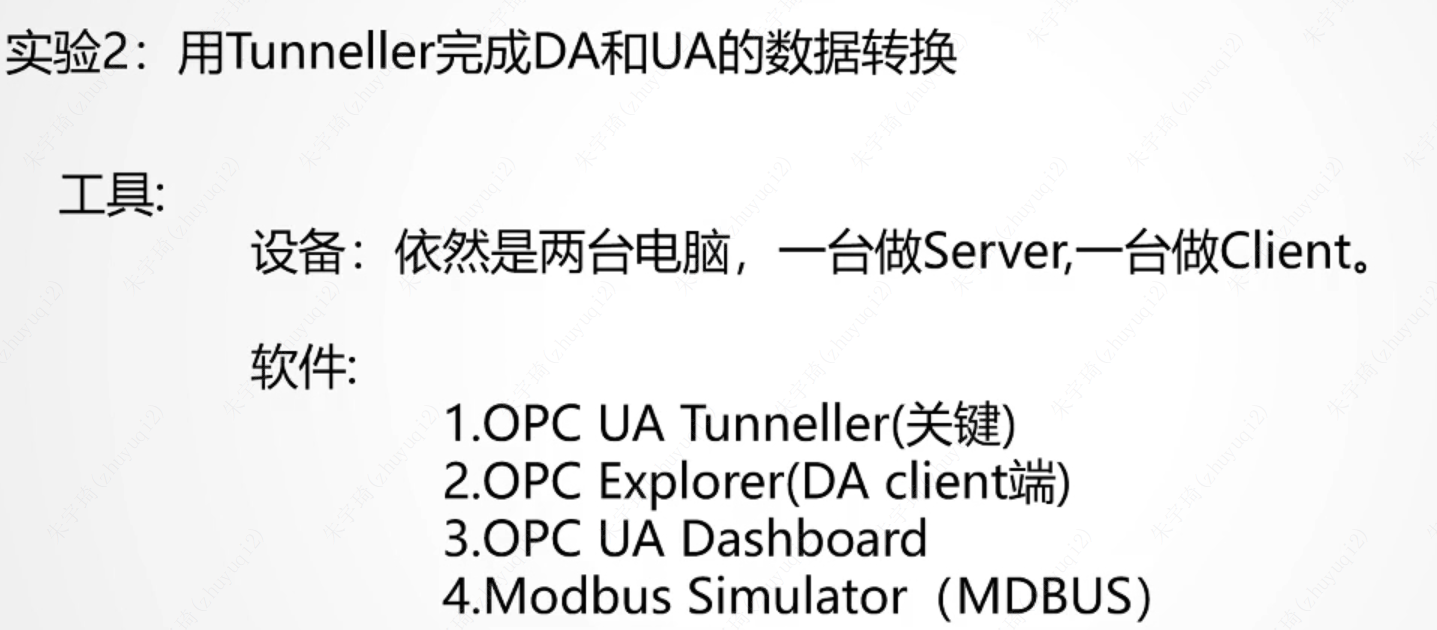 实验2：用Tunneller完成DA和UA的数据转换
工具:
设备：依然是两台电脑，一台做Server,一台做Client。
软件:
1.OPC UA Tunneller(关键)
2.OPC Explorer(DA client端)
3.OPC UA Dashboard
4.Modbus Simulator（MDBUS）
朱宇琦(zhuyuqi2)